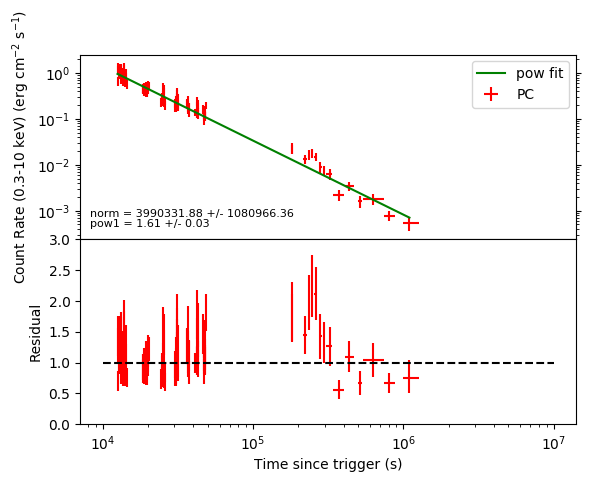 Count Rate (0.3-10 keV) (erg cm⁻² s⁻¹)
10⁰
10⁻¹
10⁻²
10⁻³
pow fit
PC
norm = 3990331.88 +/- 1080966.36
pow1 = 1.61 +/- 0.03
Residual
3.0
2.5
2.0
1.5
1.0
0.5
0.0
10⁴
10⁵
10⁶
10⁷
Time since trigger (s)